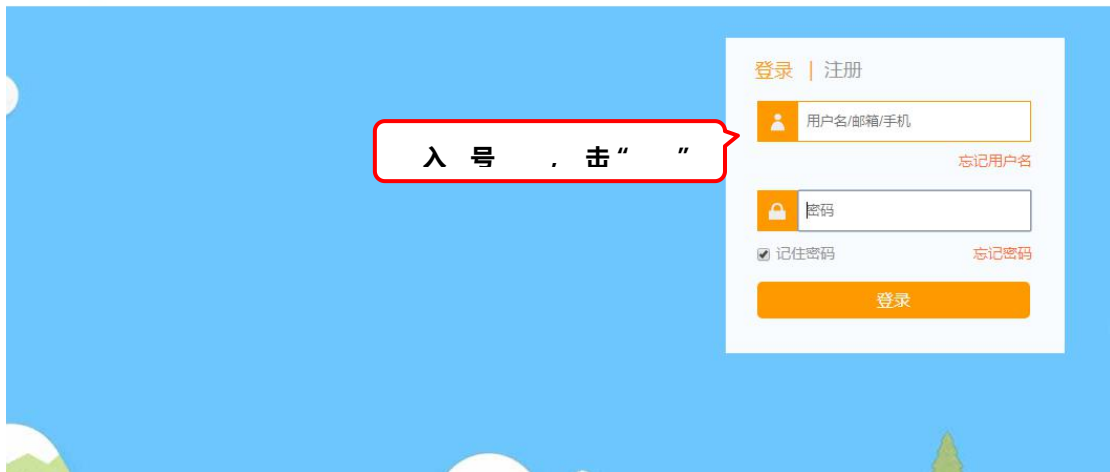 登录 | 注册
用户名/邮箱/手机
入 号 , 击“ ”
忘记用户名
密码
记住密码 忘记密码
登录